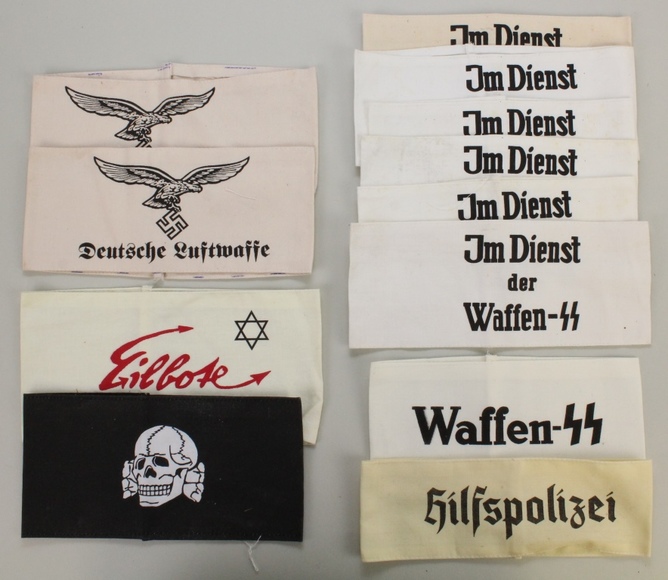 Deutsche Luftwaffe
Eilbote
Im Dienst
Im Dienst
Im Dienst
Im Dienst
Im Dienst
Im Dienst
der
Waffen-SS
Waffen-SS
Hilfspolizei